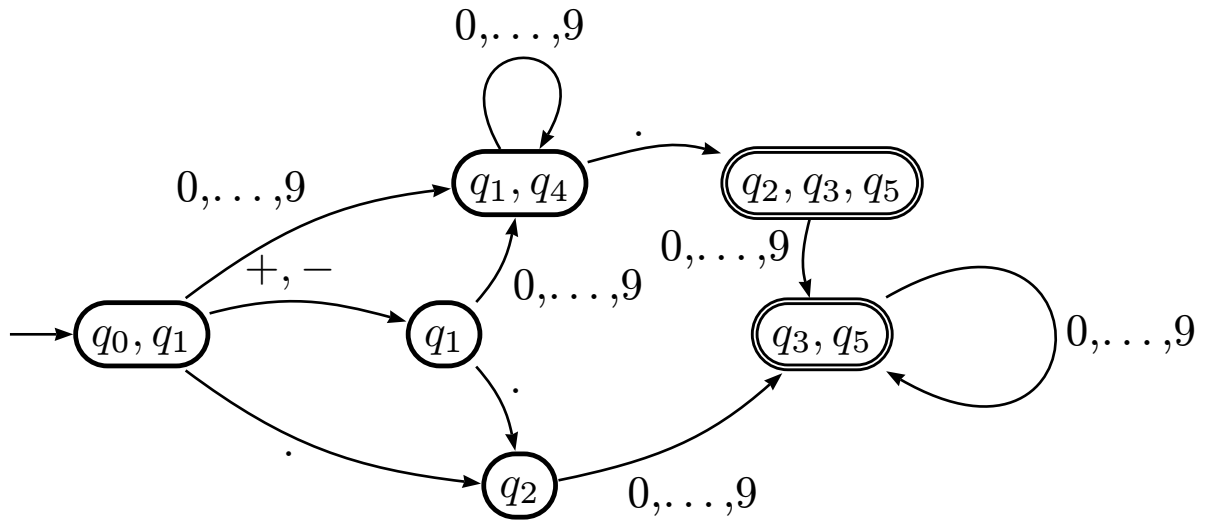 0,...,9
.
0,...,9
q₁, q₄
q₂, q₃, q₅
0,...,9
+, −
0,...,9
q₀, q₁
q₁
q₃, q₅
0,...,9
.
.
q₂
0,...,9